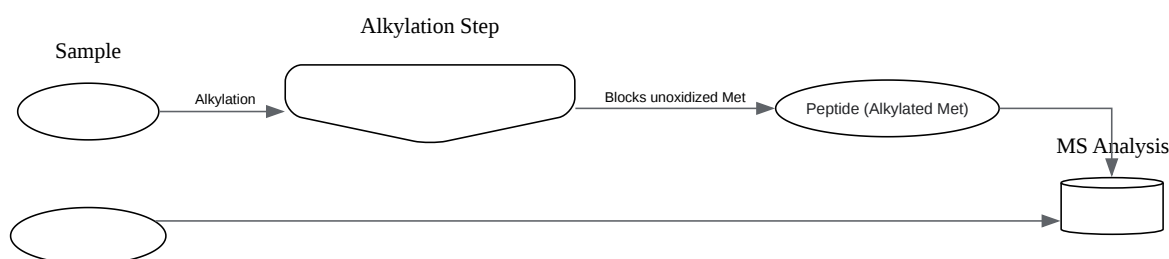 Alkylation Step
Sample
Alkylation
Blocks unoxidized Met
Peptide (Alkylated Met)
MS Analysis